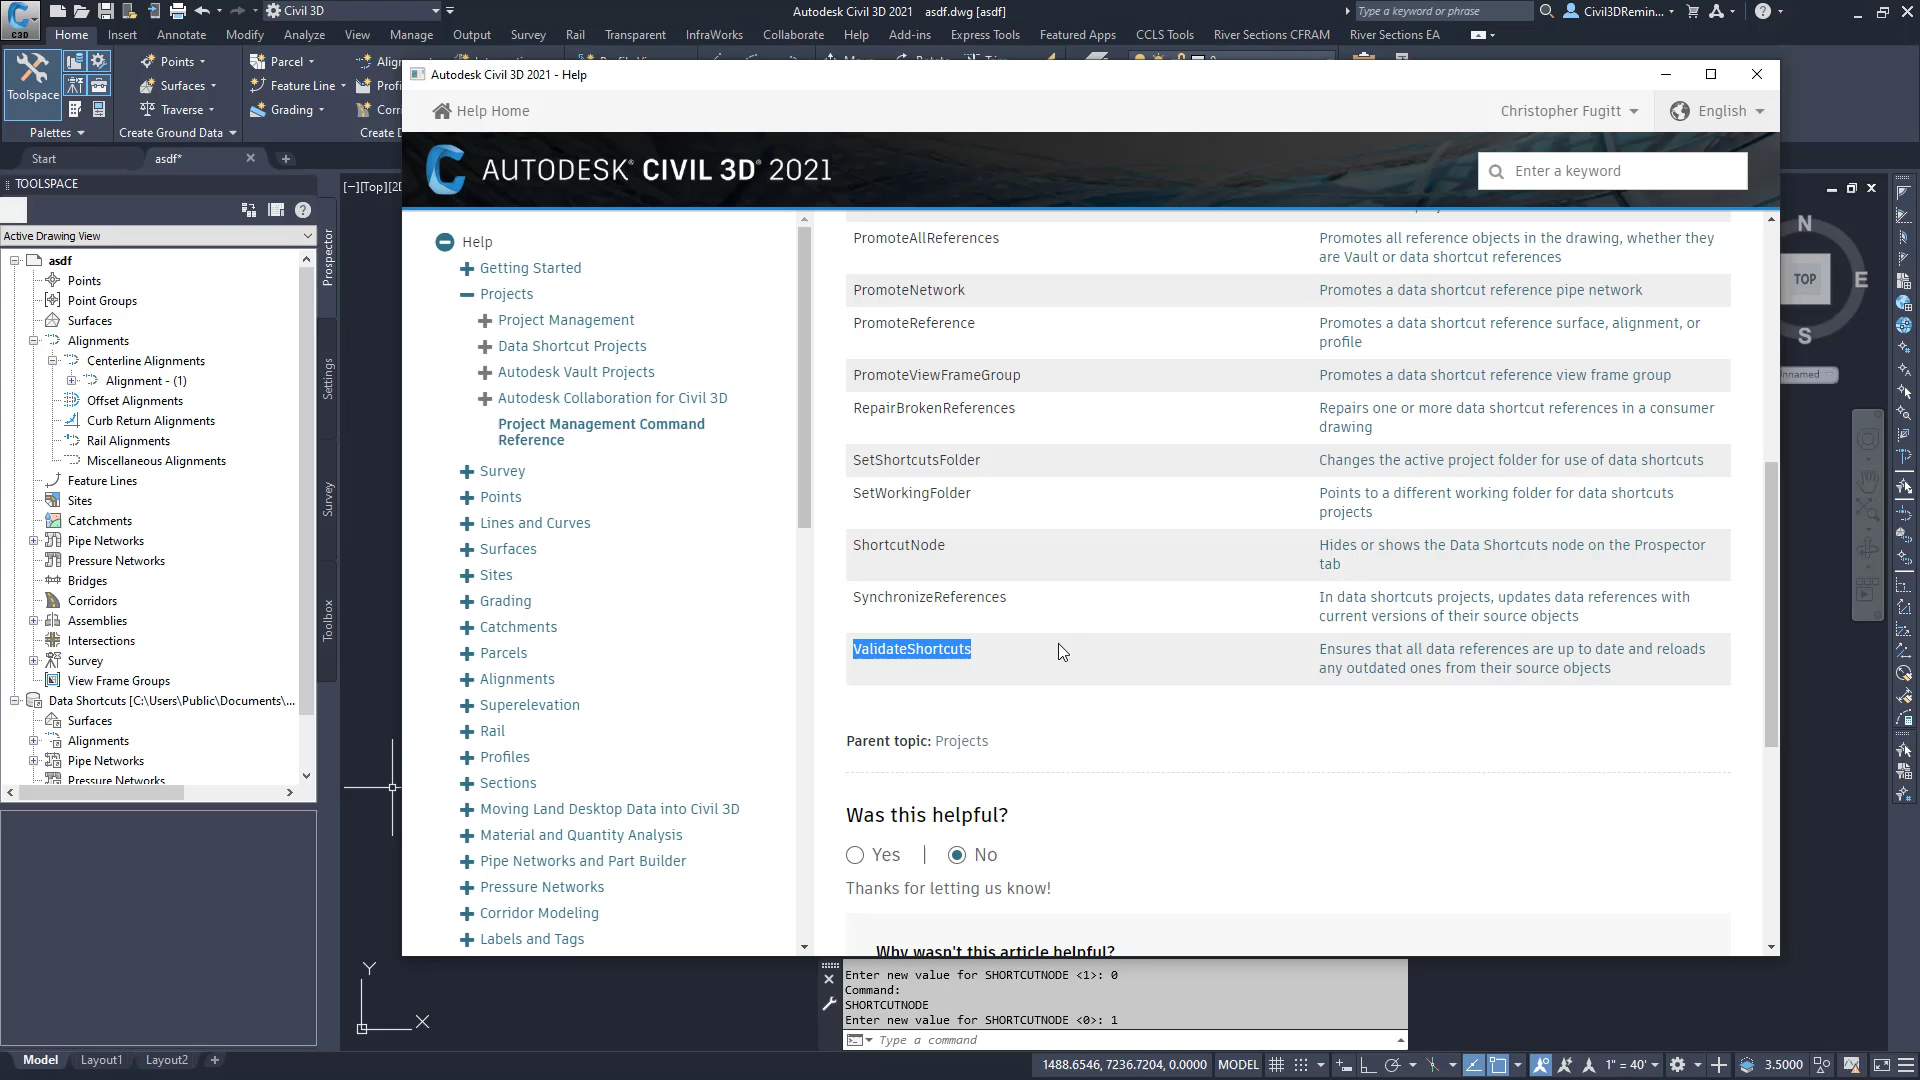 Civil 3D
Autodesk Civil 3D 2021 asdf.dwg [asdf]
Type a keyword or phrase
Civil3DRemin...
C3D
Home Insert Annotate Modify Analyze View Manage Output Survey Rail Transparent InfraWorks Collaborate Help Add-ins Express Tools Featured Apps CCLS Tools River Sections CFRAM River Sections EA
Toolspace
Palettes
Points
Surfaces
Traverse
Create Ground Data
Parcel
Feature Line
Grading
Start
asdf*
TOOLSPACE
Active Drawing View
asdf
Points
Point Groups
Surfaces
Alignments
Centerline Alignments
Alignment - (1)
Offset Alignments
Curb Return Alignments
Rail Alignments
Miscellaneous Alignments
Feature Lines
Sites
Catchments
Pipe Networks
Pressure Networks
Bridges
Corridors
Assemblies
Intersections
Survey
View Frame Groups
Data Shortcuts [C:\Users\Public\Documents\...
Surfaces
Alignments
Pipe Networks
Pressure Networks
Prospector
Settings
Survey
Toolbox
[–][Top][2D
Autodesk Civil 3D 2021 - Help
Help Home
Christopher Fugitt
English
AUTODESK® CIVIL 3D® 2021
Enter a keyword
Help
Getting Started
Projects
Project Management
Data Shortcut Projects
Autodesk Vault Projects
Autodesk Collaboration for Civil 3D
Project Management Command
Reference
Survey
Points
Lines and Curves
Surfaces
Sites
Grading
Catchments
Parcels
Alignments
Superelevation
Rail
Profiles
Sections
Moving Land Desktop Data into Civil 3D
Material and Quantity Analysis
Pipe Networks and Part Builder
Pressure Networks
Corridor Modeling
Labels and Tags
PromoteAllReferences
Promotes all reference objects in the drawing, whether they
are Vault or data shortcut references
PromoteNetwork
Promotes a data shortcut reference pipe network
PromoteReference
Promotes a data shortcut reference surface, alignment, or
profile
PromoteViewFrameGroup
Promotes a data shortcut reference view frame group
RepairBrokenReferences
Repairs one or more data shortcut references in a consumer
drawing
SetShortcutsFolder
Changes the active project folder for use of data shortcuts
SetWorkingFolder
Points to a different working folder for data shortcuts
projects
ShortcutNode
Hides or shows the Data Shortcuts node on the Prospector
tab
SynchronizeReferences
In data shortcuts projects, updates data references with
current versions of their source objects
ValidateShortcuts
Ensures that all data references are up to date and reloads
any outdated ones from their source objects
Parent topic: Projects
Was this helpful?
Yes | No
Thanks for letting us know!
Why wasn't this article helpful?
N
TOP
E
S
Unnamed
Y
X
Enter new value for SHORTCUTNODE <1>: 0
Command:
SHORTCUTNODE
Enter new value for SHORTCUTNODE <0>: 1
Type a command
Model Layout1 Layout2
1488.6546, 7236.7204, 0.0000 MODEL
1" = 40'
3.5000